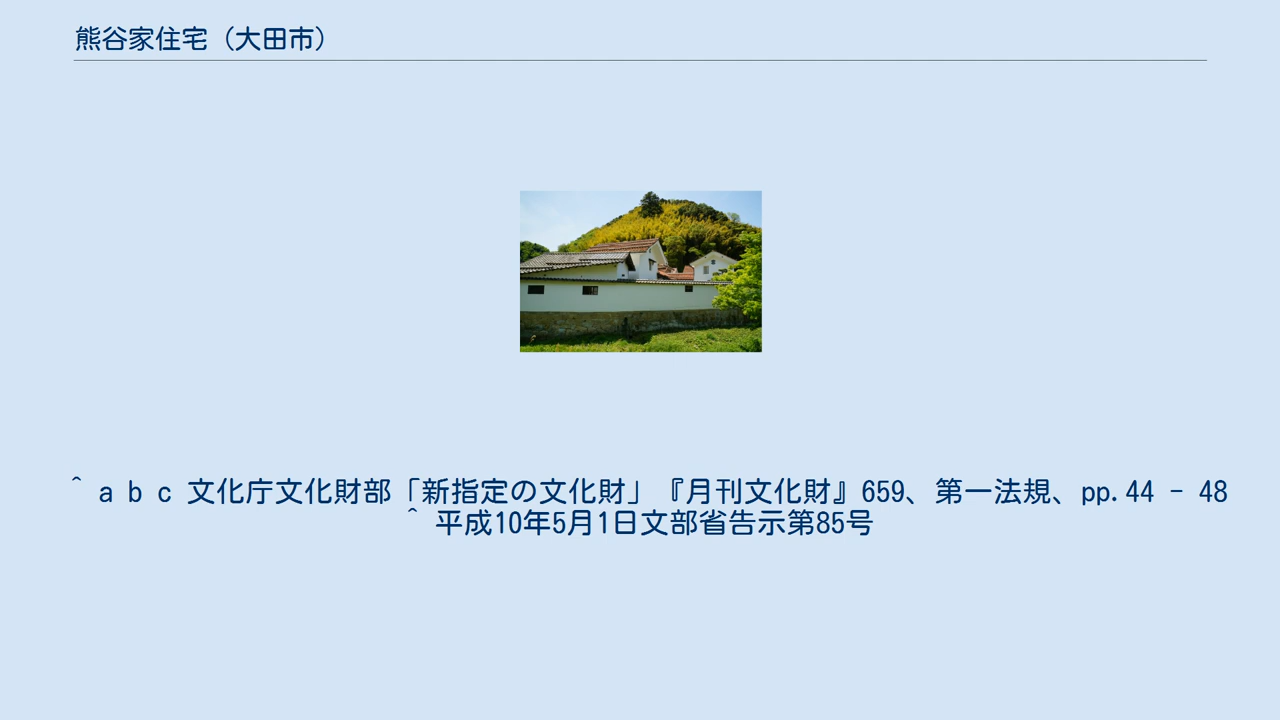 熊谷家住宅（大田市）
^ a b c 文化庁文化財部「新指定の文化財」『月刊文化財』659、第一法規、pp.44 - 48
^ 平成10年5月1日文部省告示第85号